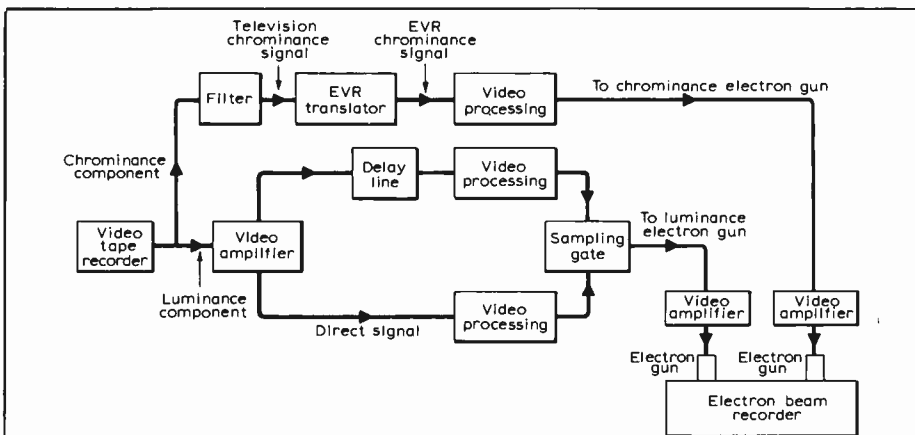 Television
chrominance
signal
EVR
chrominance
signal
Filter
EVR
translator
Video
processing
To chrominance electron gun
Chrominance
component
Delay
line
Video
processing
Video
tape
recorder
Video
amplifier
Sampling
gate
To luminance
electron gun
Luminance
component
Direct signal
Video
processing
Video
amplifier
Video
amplifier
Electron
gun
Electron
gun
Electron beam
recorder